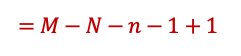 = M − N − n − 1 + 1